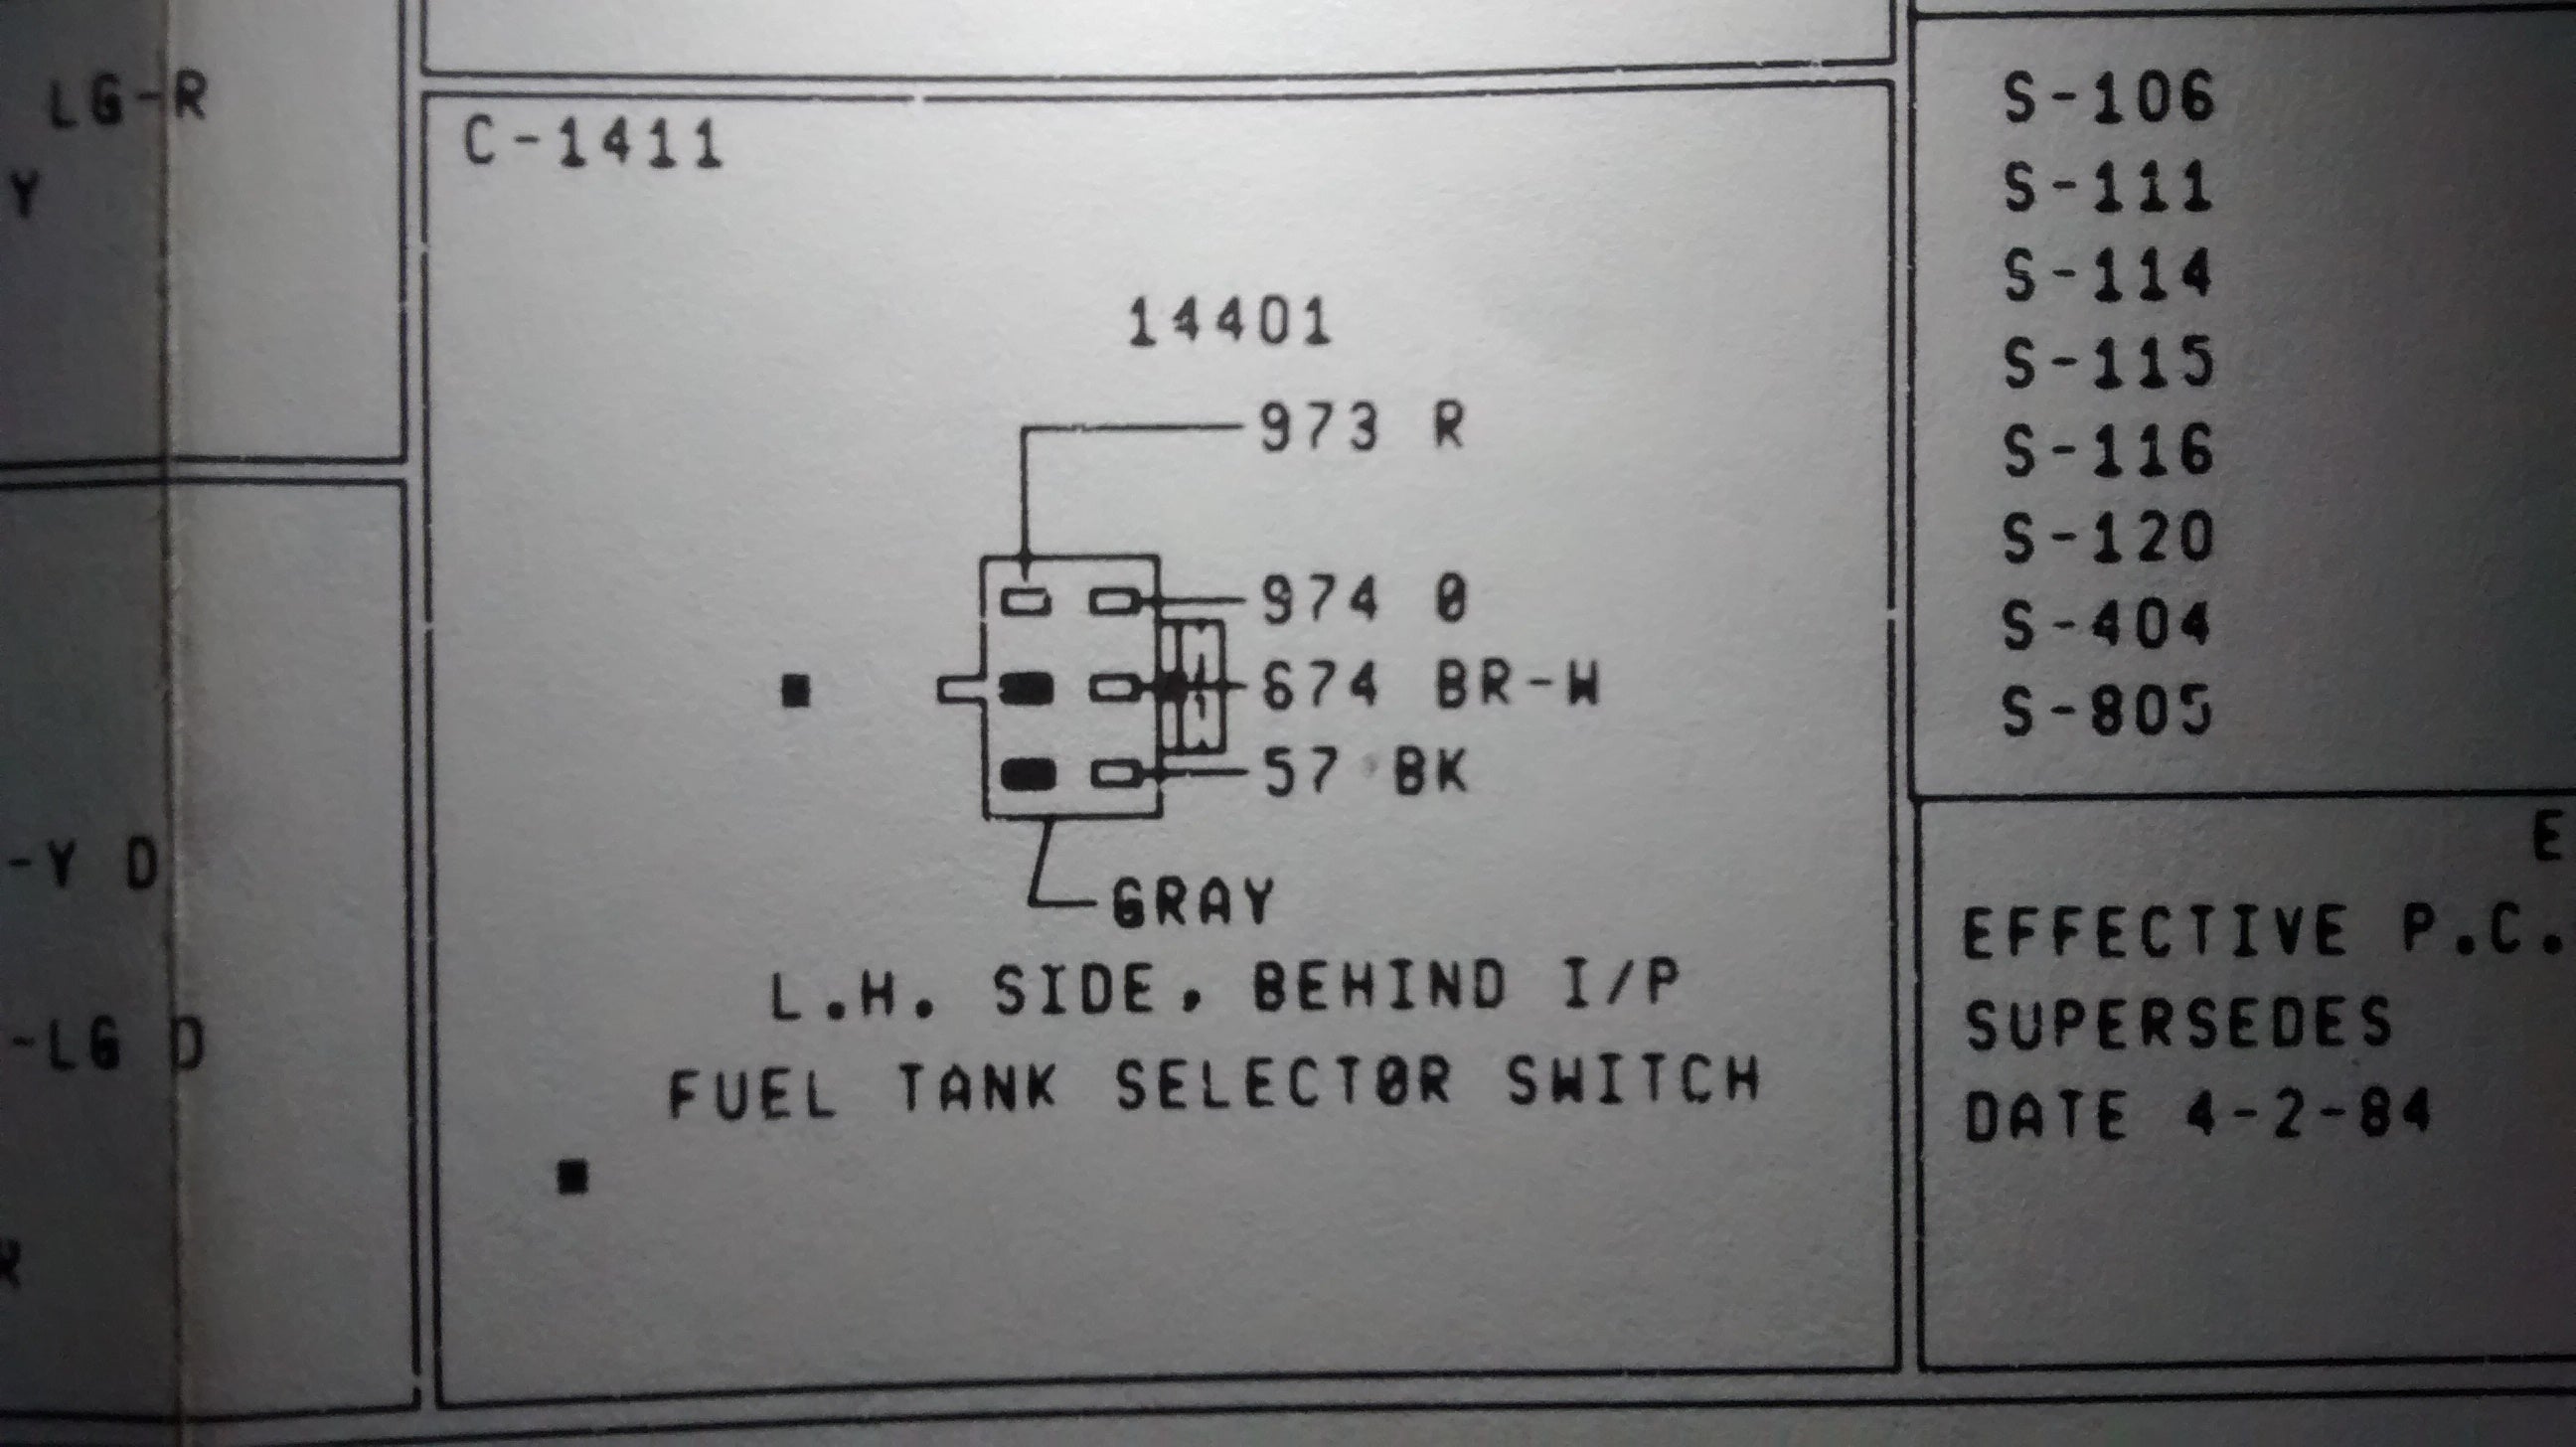 LG-R
Y
-Y D
-LG D
C-1411
14401
973 R
974 O
674 BR-W
57 BK
GRAY
L.H. SIDE, BEHIND I/P
FUEL TANK SELECTOR SWITCH
S-106
S-111
S-114
S-115
S-116
S-120
S-404
S-805
E
EFFECTIVE P.C.
SUPERSEDES
DATE 4-2-84